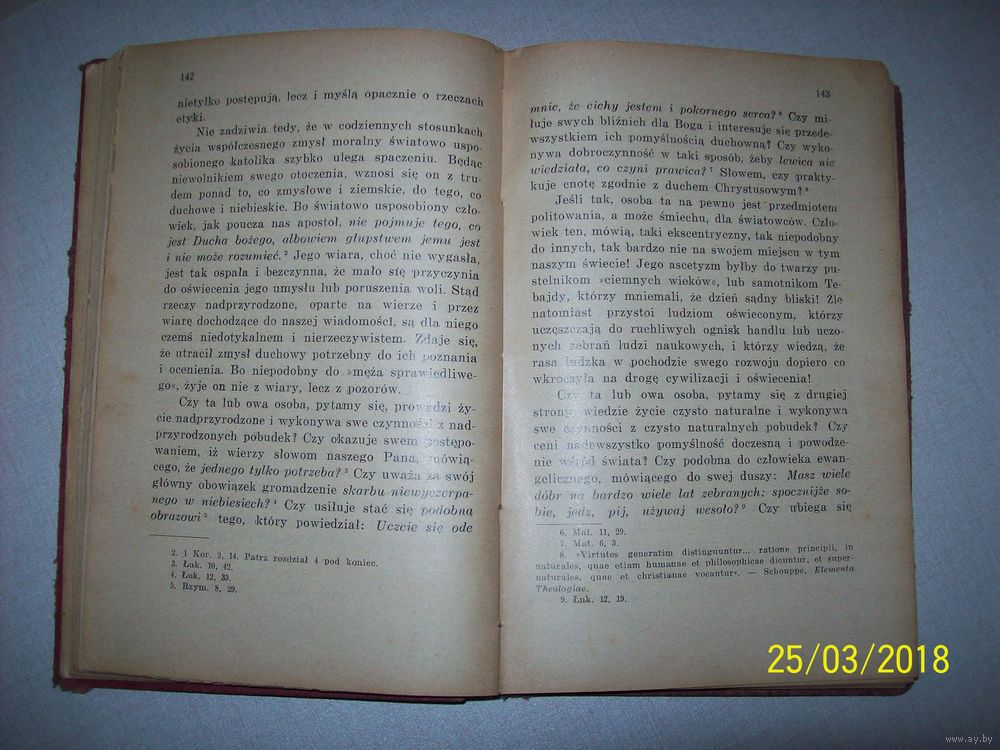 142
nietylko postępują, lecz i myślą opacznie o rzeczach
etyki.
Nie zadziwia tedy, że w codziennych stosunkach
życia współczesnego zmysł moralny światowo uspo-
sobionego katolika szybko ulega spaczeniu. Będąc
niewolnikiem swego otoczenia, wznosi się on z tru-
dem ponad to, co zmysłowe i ziemskie, do tego, co
duchowe i niebieskie. Bo światowo usposobiony czło-
wiek, jak poucza nas apostoł, nie pojmuje tego, co
jest Ducha bożego, albowiem głupstwem jemu jest
i nie może rozumieć.² Jego wiara, choć nie wygasła,
jest tak ospała i bezczynna, że mało się przyczynia
do oświecenia jego umysłu lub poruszenia woli. Stąd
rzeczy nadprzyrodzone, oparte na wierze i przez
wiarę dochodzące do naszej wiadomości, są dla niego
czemś niedotykalnem i nierzeczywistem. Zdaje się,
że utracił zmysł duchowy potrzebny do ich poznania
i ocenienia. Bo niepodobny do »męża sprawiedliwe-
go«, żyje on nie z wiary, lecz z pozorów.
Czy ta lub owa osoba, pytamy się, prowadzi ży-
cie nadprzyrodzone i wykonywa swe czynności z nad-
przyrodzonych pobudek? Czy okazuje swem postępo-
waniem, iż wierzy słowom naszego Pana, mówią-
cego, że jednego tylko potrzeba?³ Czy uważa za swój
główny obowiązek gromadzenie skarbu niewyczerpa-
nego w niebiesiech?⁴ Czy usiłuje stać się podobna
obrazowi⁵ tego, który powiedział: Uczcie się ode
2. 1 Kor. 2, 14. Patrz rozdział 4 pod koniec.
3. Łuk. 10, 42.
4. Łuk. 12, 33.
5. Rzym. 8, 29.
143
mnie, że cichy jestem i pokornego serca?⁶ Czy mi-
łuje swych bliźnich dla Boga i interesuje się przede-
wszystkiem ich pomyślnością duchowną? Czy wyko-
nywa dobroczynność w taki sposób, żeby lewica nie
wiedziała, co czyni prawica?⁷ Słowem, czy prakty-
kuje cnotę zgodnie z duchem Chrystusowym?⁸
Jeśli tak, osoba ta na pewno jest przedmiotem
politowania, a może śmiechu, dla światowców. Czło-
wiek ten, mówią, taki ekscentryczny, tak niepodobny
do innych, tak bardzo nie na swojem miejscu w tym
naszym świecie! Jego ascetyzm byłby do twarzy pu-
stelnikom »ciemnych wieków«, lub samotnikom Te-
bajdy, którzy mniemali, że dzień sądny bliski! Źle
natomiast przystoi ludziom oświeconym, którzy
uczęszczają do ruchliwych ognisk handlu lub uczo-
nych zebrań ludzi naukowych, i którzy wiedzą, że
rasa ludzka w pochodzie swego rozwoju dopiero co
wkroczyła na drogę cywilizacji i oświecenia!
Czy ta lub owa osoba, pytamy się z drugiej
strony, wiedzie życie czysto naturalne i wykonywa
swe czynności z czysto naturalnych pobudek? Czy
ceni nadewszystko pomyślność doczesną i powodze-
nie wśród świata? Czy podobna do człowieka ewan-
gelicznego, mówiącego do swej duszy: Masz wiele
dóbr na bardzo wiele lat zebranych; spocznijże so-
bie, jedz, pij, używaj wesoło?⁹ Czy ubiega się
6. Mat. 11, 29.
7. Mat. 6, 3.
8. »Virtutes generatim distinguuntur... ratione principii, in
naturales, quae etiam humanae et philosophicae dicuntur, et super-
naturales, quae et christianae vocantur«. — Schouppe, Elementa
Theologiae.
9. Łuk. 12, 19.
25/03/2018
www.ay.by